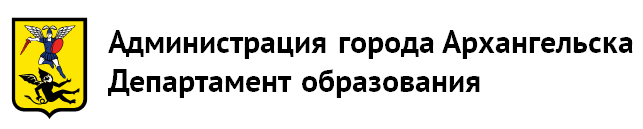 Администрация города Архангельска
Департамент образования